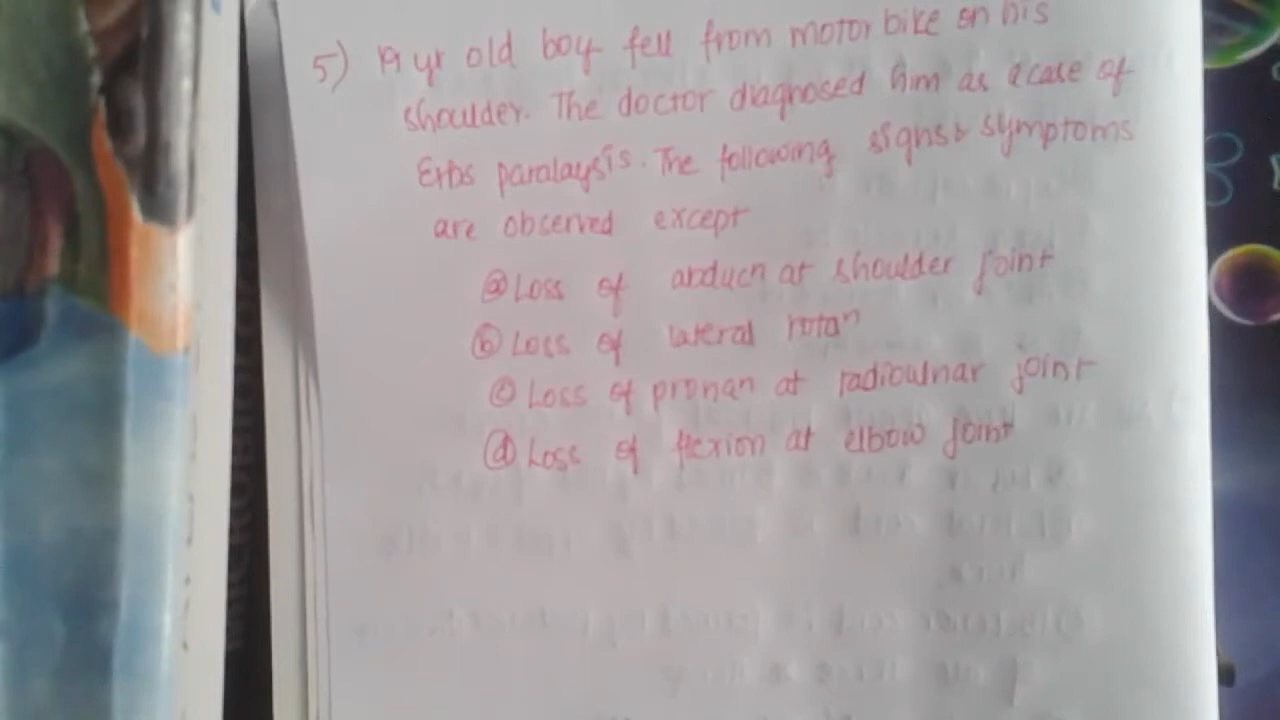 5) 19 yr old boy fell from motor bike on his
shoulder. The doctor diagnosed him as a case of
Erbs paralaysis. The following signs & symptoms
are observed except
ⓐ Loss of abducn at shoulder joint
ⓑ Loss of lateral rotan
ⓒ Loss of pronan at radioulnar joint
ⓓ Loss of flexion at elbow joint